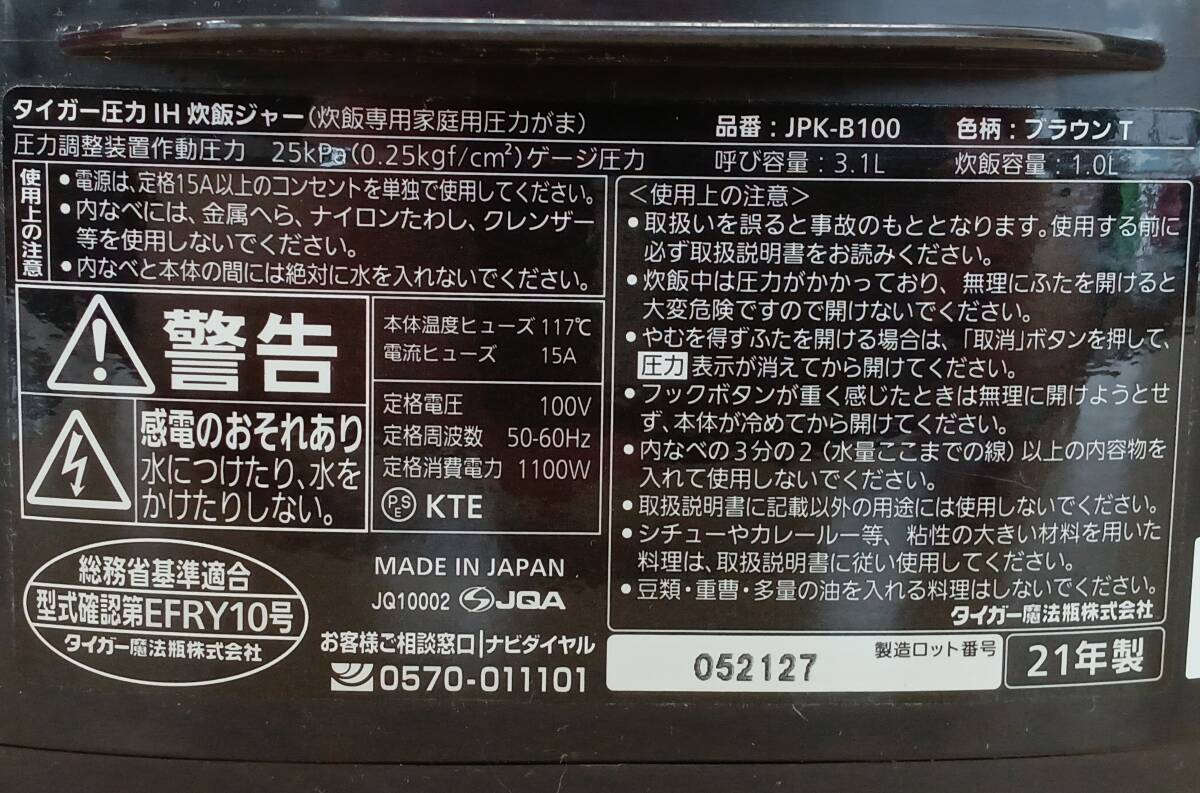 タイガー圧力IH炊飯ジャー(炊飯専用家庭用圧力がま) 品番：JPK-B100 色柄：ブラウンT
圧力調整装置作動圧力 25kPa(0.25kgf/cm²)ゲージ圧力 呼び容量：3.1L 炊飯容量：1.0L
使用上の注意
•電源は、定格15A以上のコンセントを単独で使用してください。
•内なべには、金属へら、ナイロンたわし、クレンザー
等を使用しないでください。
•内なべと本体の間には絶対に水を入れないでください。
警告
感電のおそれあり
水につけたり、水を
かけたりしない。
本体温度ヒューズ 117℃
電流ヒューズ 15A
定格電圧 100V
定格周波数 50-60Hz
定格消費電力 1100W
PSE KTE
＜使用上の注意＞
•取扱いを誤ると事故のもととなります。使用する前に
必ず取扱説明書をお読みください。
•炊飯中は圧力がかかっており、無理にふたを開けると
大変危険ですので開けないでください。
•やむを得ずふたを開ける場合は、「取消」ボタンを押して、
圧力表示が消えてから開けてください。
•フックボタンが重く感じたときは無理に開けようとせ
ず、本体が冷めてから開けてください。
•内なべの3分の2（水量ここまでの線）以上の内容物を
入れて使用しないでください。
•取扱説明書に記載以外の用途には使用しないでください。
•シチューやカレールー等、粘性の大きい材料を用いた
料理は、取扱説明書に従い使用してください。
•豆類・重曹・多量の油を入れる料理はしないでください。
タイガー魔法瓶株式会社
総務省基準適合
型式確認第EFRY10号
タイガー魔法瓶株式会社
MADE IN JAPAN
JQ10002 JQA
お客様ご相談窓口|ナビダイヤル
0570-011101
052127 製造ロット番号
21年製